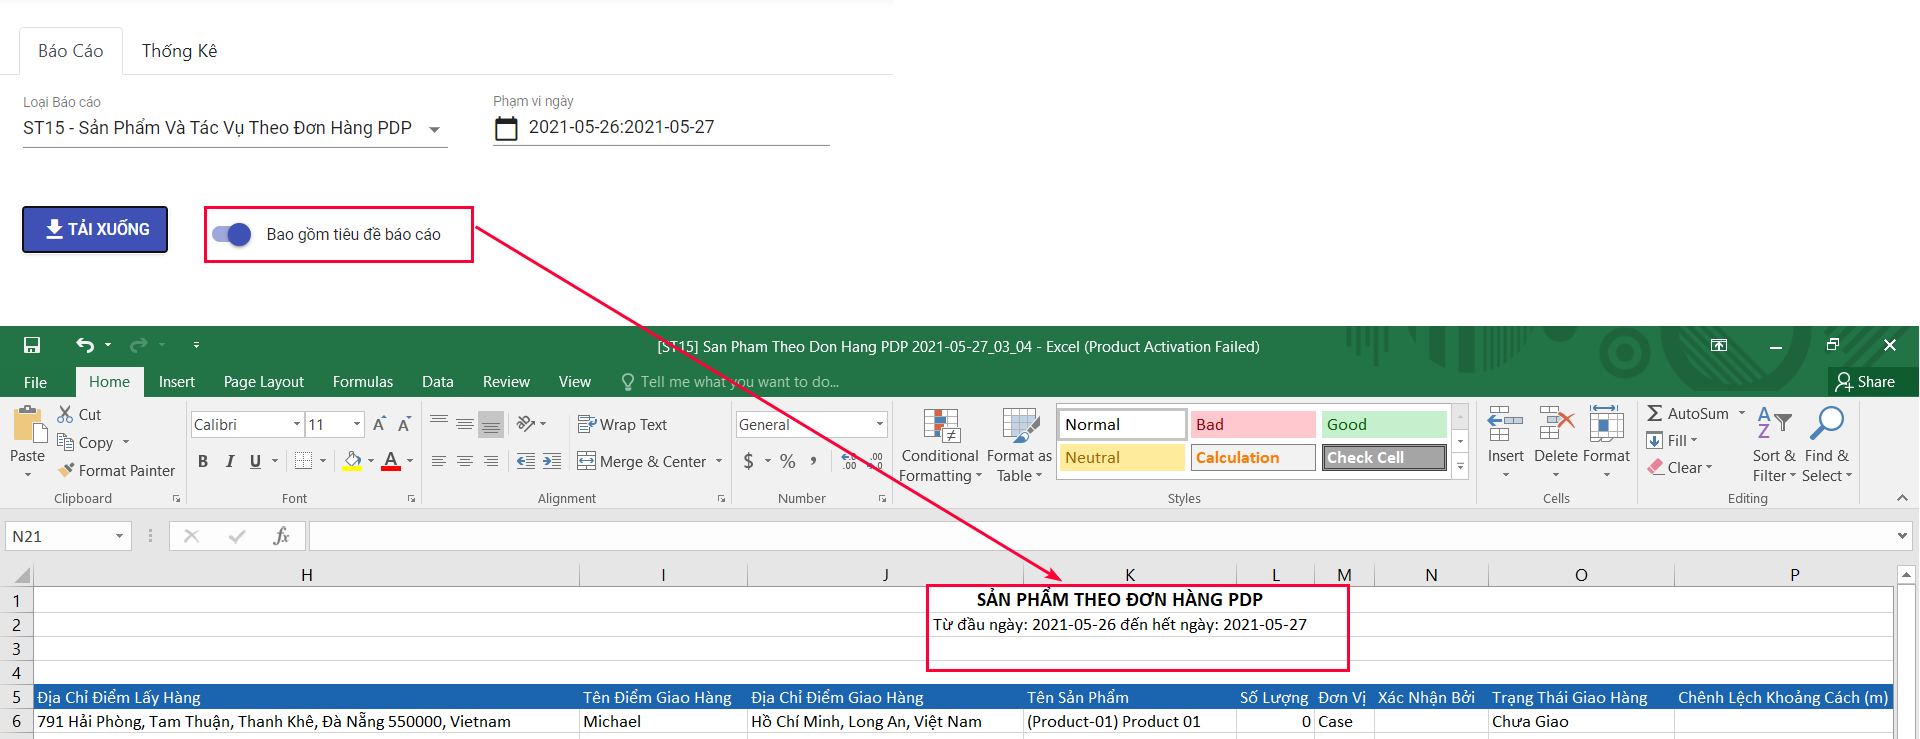 Báo Cáo Thống Kê
Loại Báo cáo
ST15 - Sản Phẩm Và Tác Vụ Theo Đơn Hàng PDP
Phạm vi ngày
2021-05-26:2021-05-27
TẢI XUỐNG
Bao gồm tiêu đề báo cáo
[ST15] San Pham Theo Don Hang PDP 2021-05-27_03_04 - Excel (Product Activation Failed)
File Home Insert Page Layout Formulas Data Review View Tell me what you want to do... Share
Paste
Cut
Copy
Format Painter
Clipboard
Calibri 11 A A
B I U A
Font
Wrap Text
Merge & Center
Alignment
General
$ % , .00 .00
Number
Conditional
Formatting
Format as
Table
Normal Bad Good
Neutral Calculation Check Cell
Styles
Insert Delete Format
Cells
AutoSum
Fill
Clear
Sort &
Filter
Find &
Select
Editing
N21 fx
H I J K L M N O P
1 SẢN PHẨM THEO ĐƠN HÀNG PDP
2 Từ đầu ngày: 2021-05-26 đến hết ngày: 2021-05-27
3
4
5 Địa Chỉ Điểm Lấy Hàng Tên Điểm Giao Hàng Địa Chỉ Điểm Giao Hàng Tên Sản Phẩm Số Lượng Đơn Vị Xác Nhận Bởi Trạng Thái Giao Hàng Chênh Lệch Khoảng Cách (m)
6 791 Hải Phòng, Tam Thuận, Thanh Khê, Đà Nẵng 550000, Vietnam Michael Hồ Chí Minh, Long An, Việt Nam (Product-01) Product 01 0 Case Chưa Giao